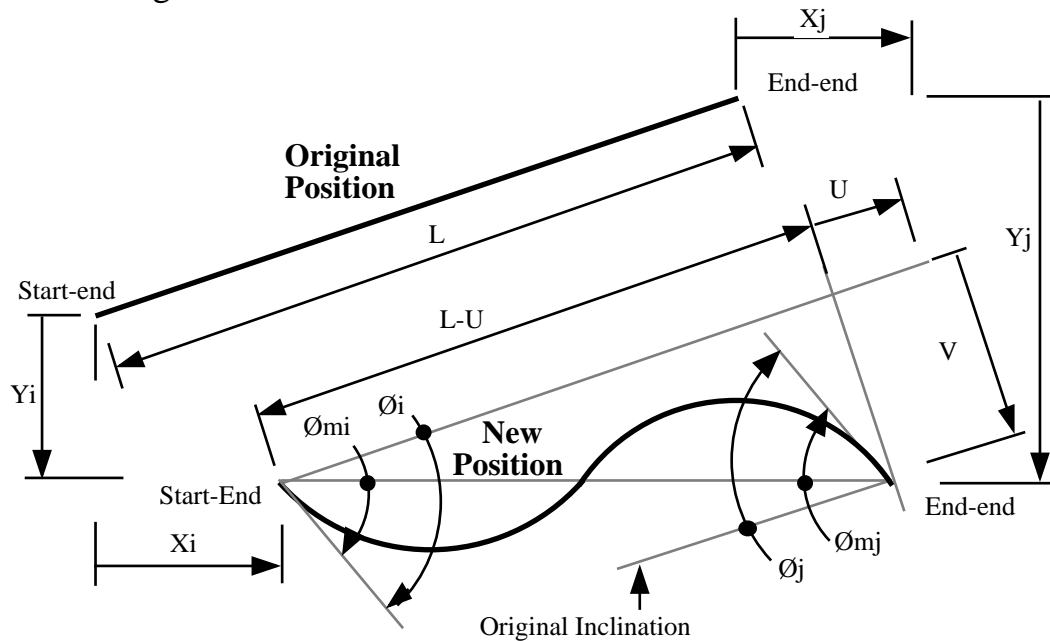 Xj
End-end
Original
Position
U
L
Yj
Start-end
L-U
V
Yi
Øi
Ømi
New
Position
Start-End
End-end
Xi
Ømj
Øj
Original Inclination